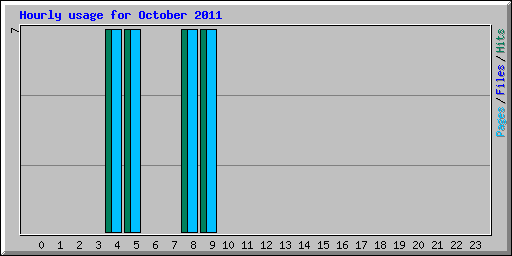 Hourly usage for October 2011
7
Pages/Files/Hits
0 1 2 3 4 5 6 7 8 9 10 11 12 13 14 15 16 17 18 19 20 21 22 23